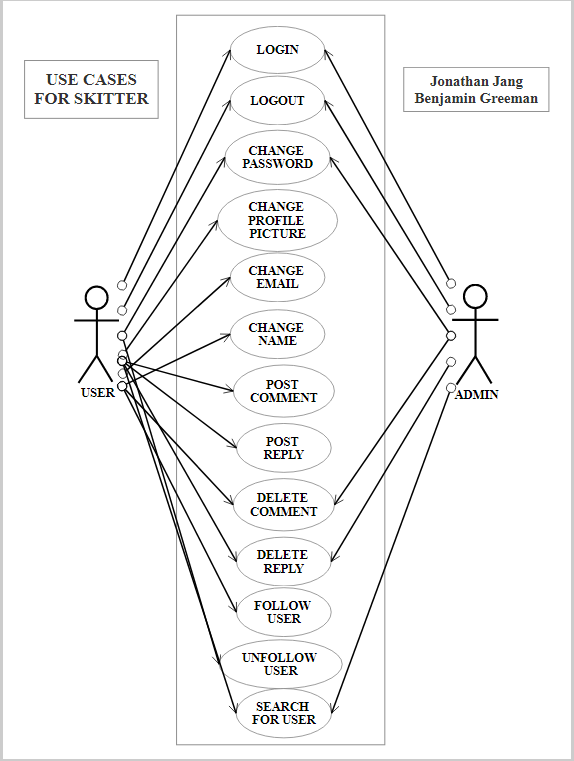 USE CASES
FOR SKITTER
Jonathan Jang
Benjamin Greeman
LOGIN
LOGOUT
CHANGE
PASSWORD
CHANGE
PROFILE
PICTURE
CHANGE
EMAIL
CHANGE
NAME
POST
COMMENT
POST
REPLY
DELETE
COMMENT
DELETE
REPLY
FOLLOW
USER
UNFOLLOW
USER
SEARCH
FOR USER
USER
ADMIN